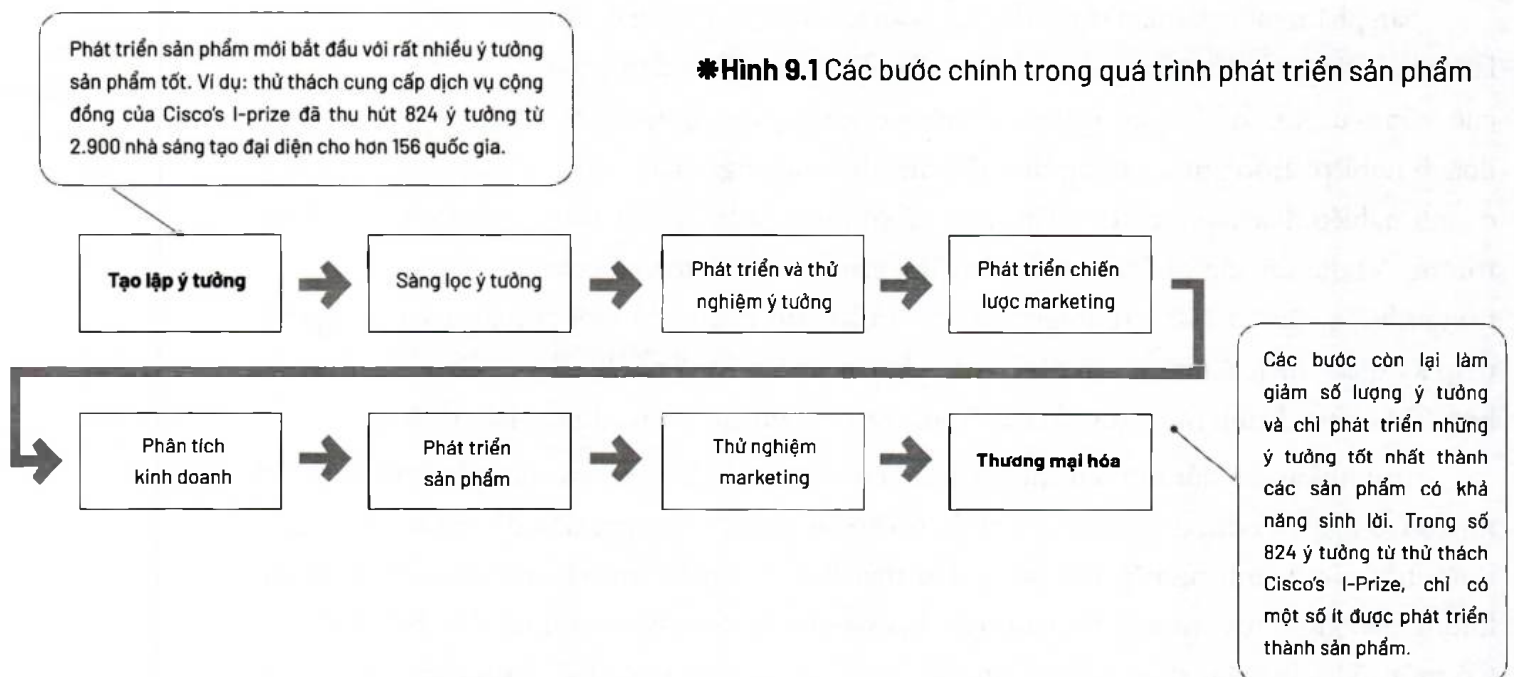 Phát triển sản phẩm mới bắt đầu với rất nhiều ý tưởng
sản phẩm tốt. Ví dụ: thử thách cung cấp dịch vụ cộng
đồng của Cisco's I-prize đã thu hút 824 ý tưởng từ
2.900 nhà sáng tạo đại diện cho hơn 156 quốc gia.
✱Hình 9.1 Các bước chính trong quá trình phát triển sản phẩm
Tạo lập ý tưởng
Sàng lọc ý tưởng
Phát triển và thử
nghiệm ý tưởng
Phát triển chiến
lược marketing
Phân tích
kinh doanh
Phát triển
sản phẩm
Thử nghiệm
marketing
Thương mại hóa
Các bước còn lại làm
giảm số lượng ý tưởng
và chỉ phát triển những
ý tưởng tốt nhất thành
các sản phẩm có khả
năng sinh lời. Trong số
824 ý tưởng từ thử thách
Cisco's I-Prize, chỉ có
một số ít được phát triển
thành sản phẩm.